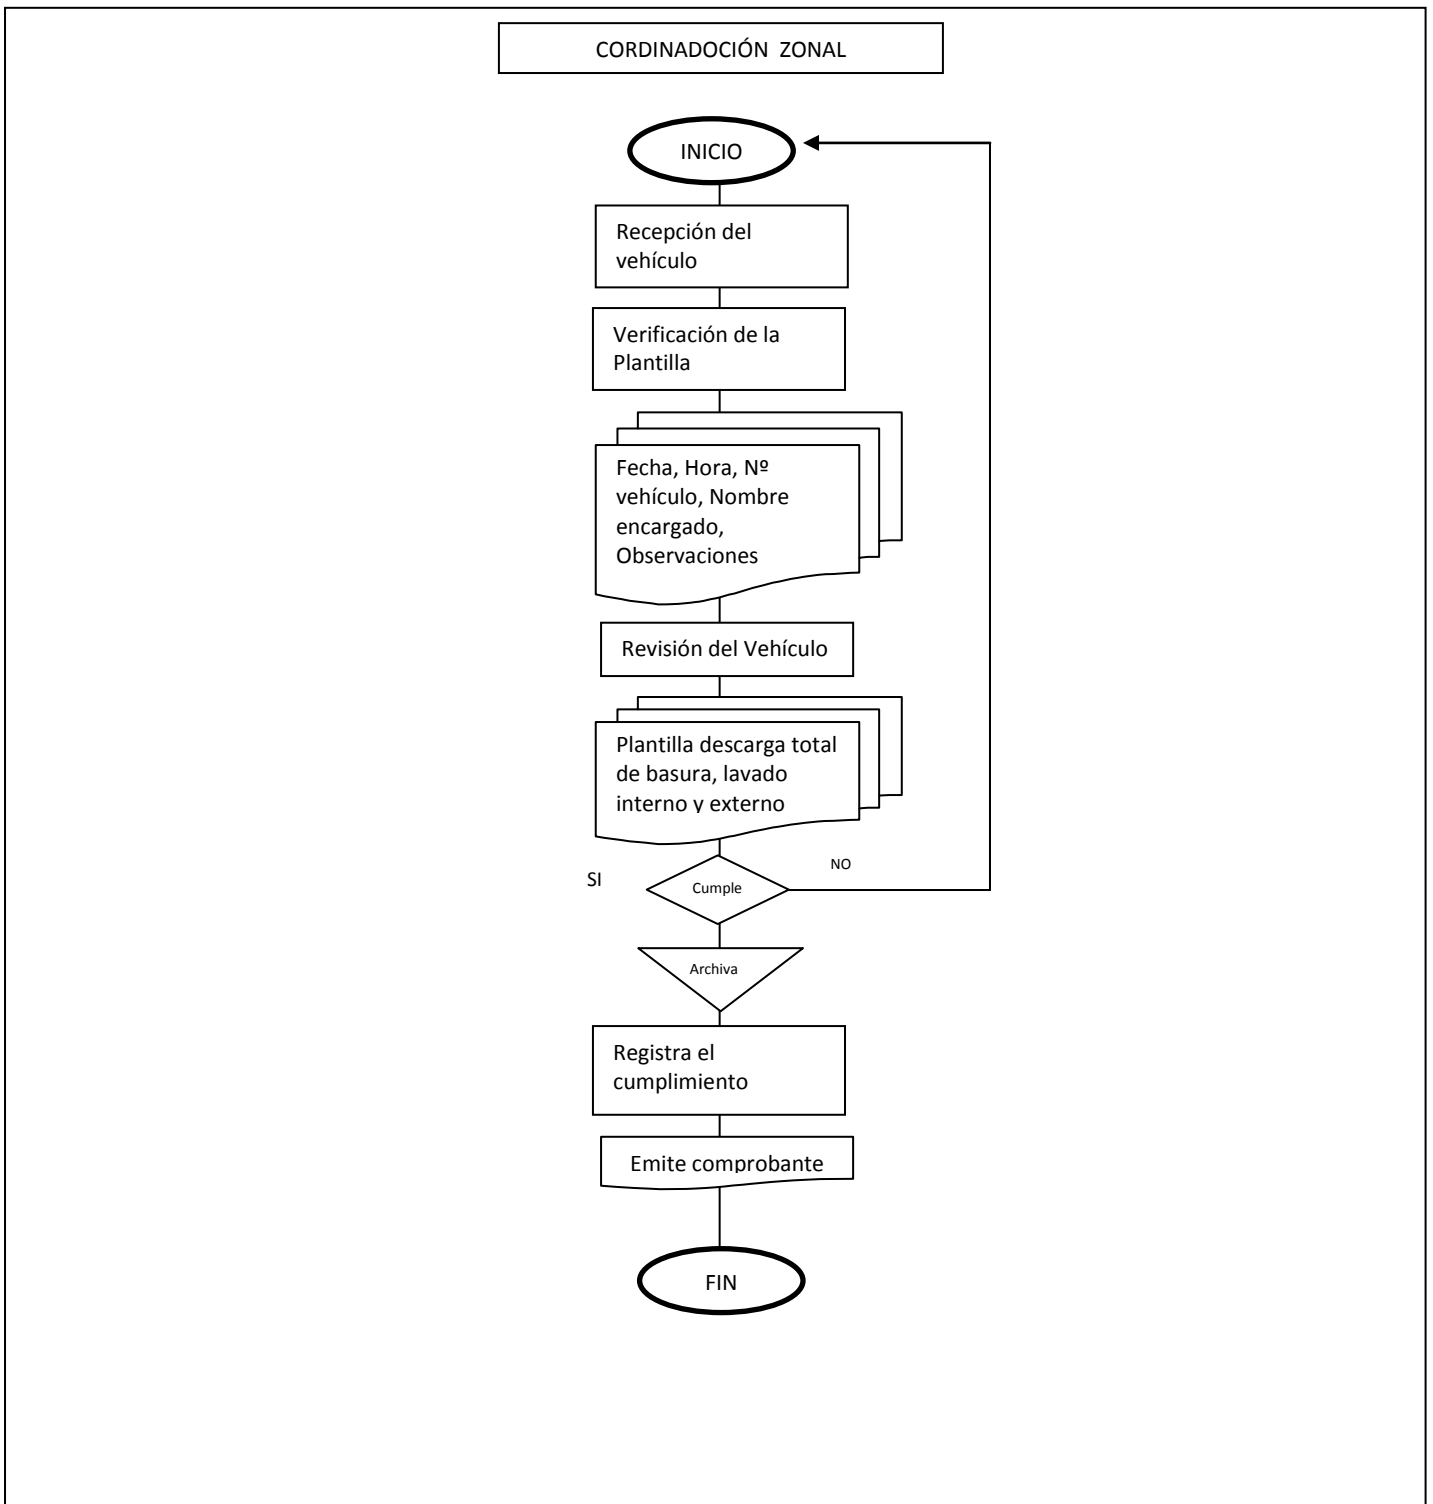 CORDINADOCIÓN ZONAL
INICIO
Recepción del
vehículo
Verificación de la
Plantilla
Fecha, Hora, Nº
vehículo, Nombre
encargado,
Observaciones
Revisión del Vehículo
Plantilla descarga total
de basura, lavado
interno y externo
SI
Cumple
NO
Archiva
Registra el
cumplimiento
Emite comprobante
FIN